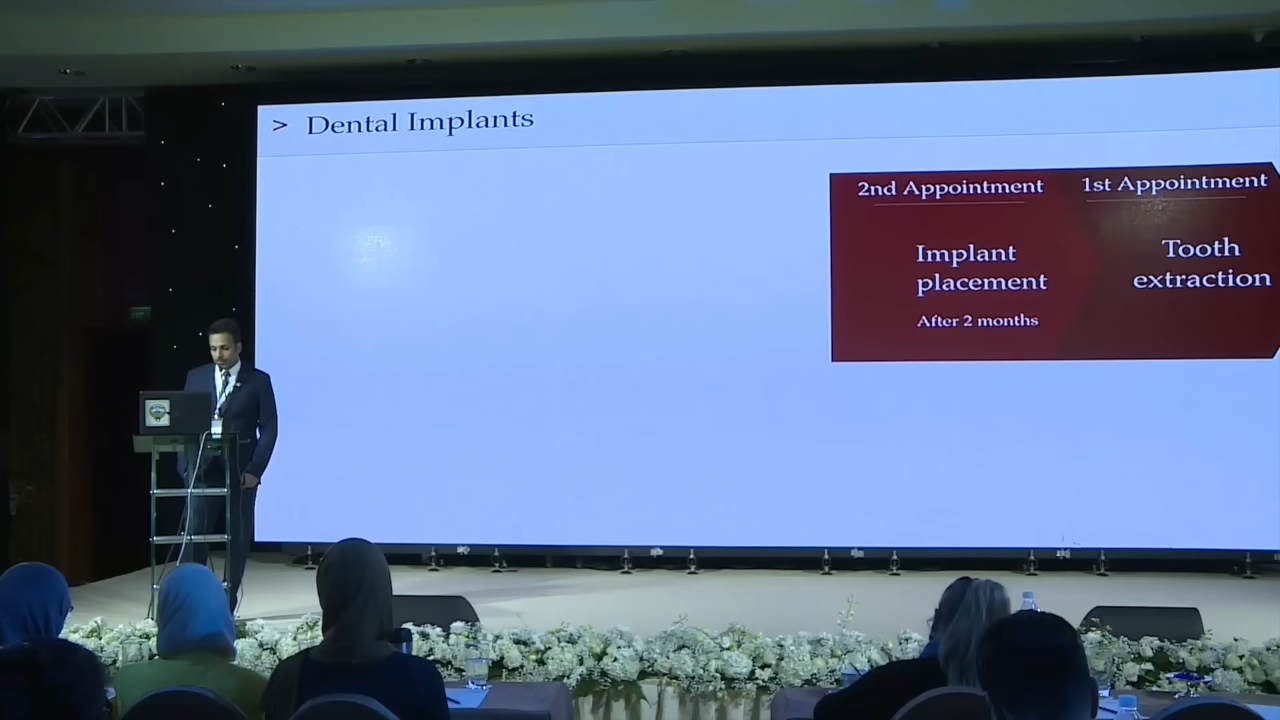 > Dental Implants
2nd Appointment
Implant
placement
After 2 months
1st Appointment
Tooth
extraction